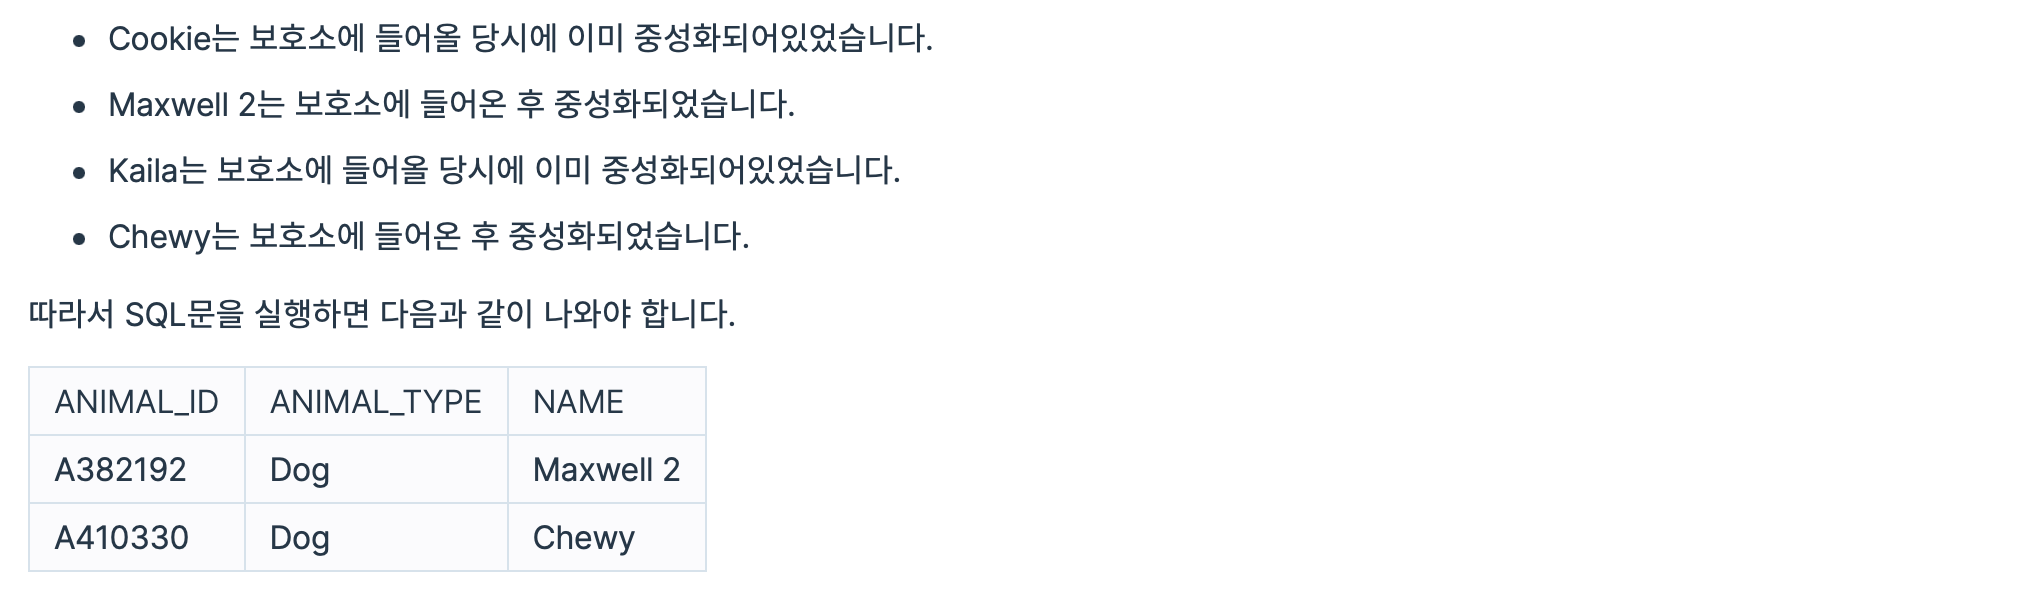 • Cookie는 보호소에 들어올 당시에 이미 중성화되어있었습니다.
• Maxwell 2는 보호소에 들어온 후 중성화되었습니다.
• Kaila는 보호소에 들어올 당시에 이미 중성화되어있었습니다.
• Chewy는 보호소에 들어온 후 중성화되었습니다.
따라서 SQL문을 실행하면 다음과 같이 나와야 합니다.
ANIMAL_ID ANIMAL_TYPE NAME
A382192 Dog Maxwell 2
A410330 Dog Chewy